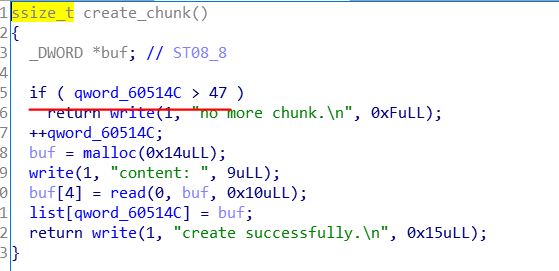 1 ssize_t create_chunk()
2 {
3 _DWORD *buf; // ST08_8
4
5 if ( qword_60514C > 47 )
6 return write(1, "no more chunk.\n", 0xFuLL);
7 ++qword_60514C;
8 buf = malloc(0x14uLL);
9 write(1, "content: ", 9uLL);
0 buf[4] = read(0, buf, 0x10uLL);
1 list[qword_60514C] = buf;
2 return write(1, "create successfully.\n", 0x15uLL);
3 }